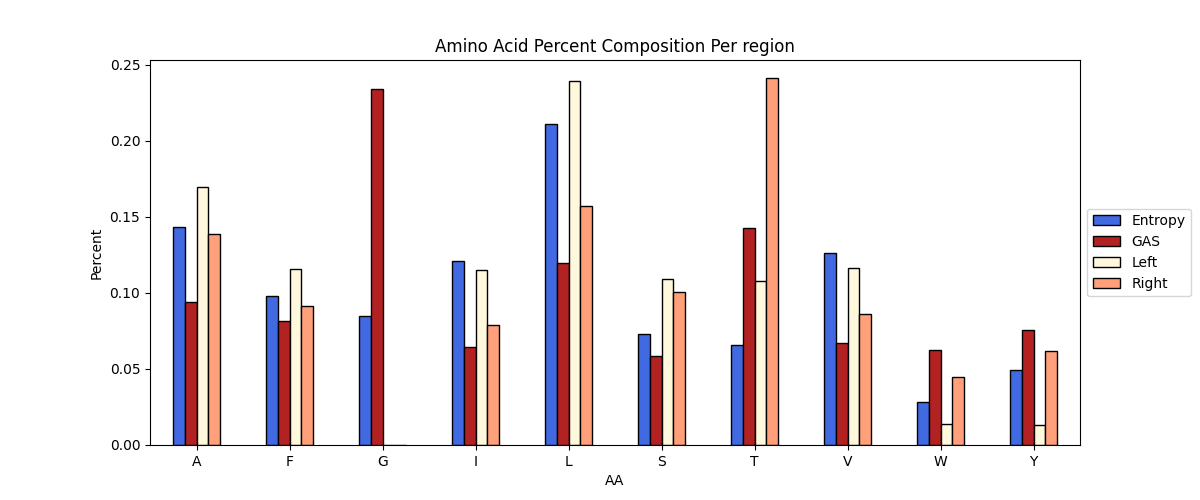 Amino Acid Percent Composition Per region
Percent
0.25
0.20
0.15
0.10
0.05
0.00
A F G I L S T V W Y
AA
Entropy
GAS
Left
Right